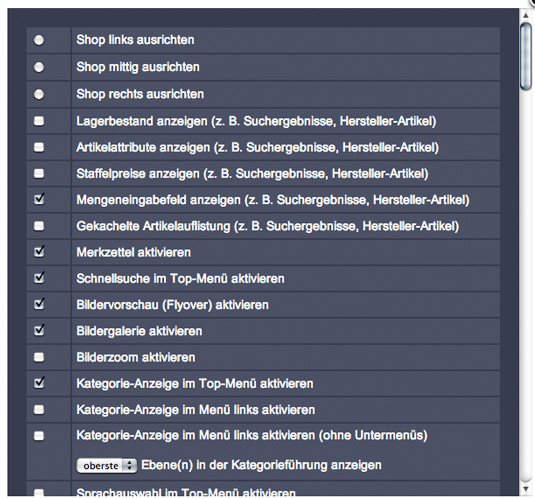 Shop links ausrichten
Shop mittig ausrichten
Shop rechts ausrichten
Lagerbestand anzeigen (z. B. Suchergebnisse, Hersteller-Artikel)
Artikelattribute anzeigen (z. B. Suchergebnisse, Hersteller-Artikel)
Staffelpreise anzeigen (z. B. Suchergebnisse, Hersteller-Artikel)
Mengeneingabefeld anzeigen (z. B. Suchergebnisse, Hersteller-Artikel)
Gekachelte Artikelauflistung (z. B. Suchergebnisse, Hersteller-Artikel)
Merkzettel aktivieren
Schnellsuche im Top-Menü aktivieren
Bildervorschau (Flyover) aktivieren
Bildergalerie aktivieren
Bilderzoom aktivieren
Kategorie-Anzeige im Top-Menü aktivieren
Kategorie-Anzeige im Menü links aktivieren
Kategorie-Anzeige im Menü links aktivieren (ohne Untermenüs)
oberste Ebene(n) in der Kategorieführung anzeigen
Sprachauswahl im Top-Menü aktivieren